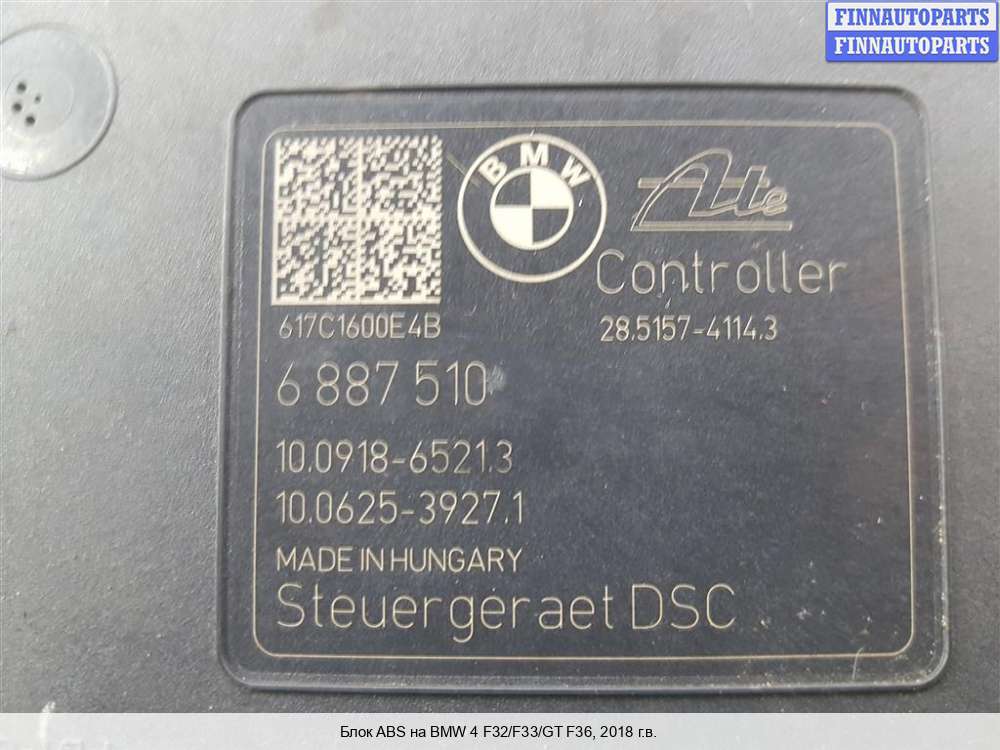 FINNAUTOPARTS
FINNAUTOPARTS
BMW
Ate
Controller
617C1600E4B
28.5157-4114.3
6 887 510
10.0918-6521.3
10.0625-3927.1
MADE IN HUNGARY
Steuergeraet DSC
Блок ABS на BMW 4 F32/F33/GT F36, 2018 г.в.